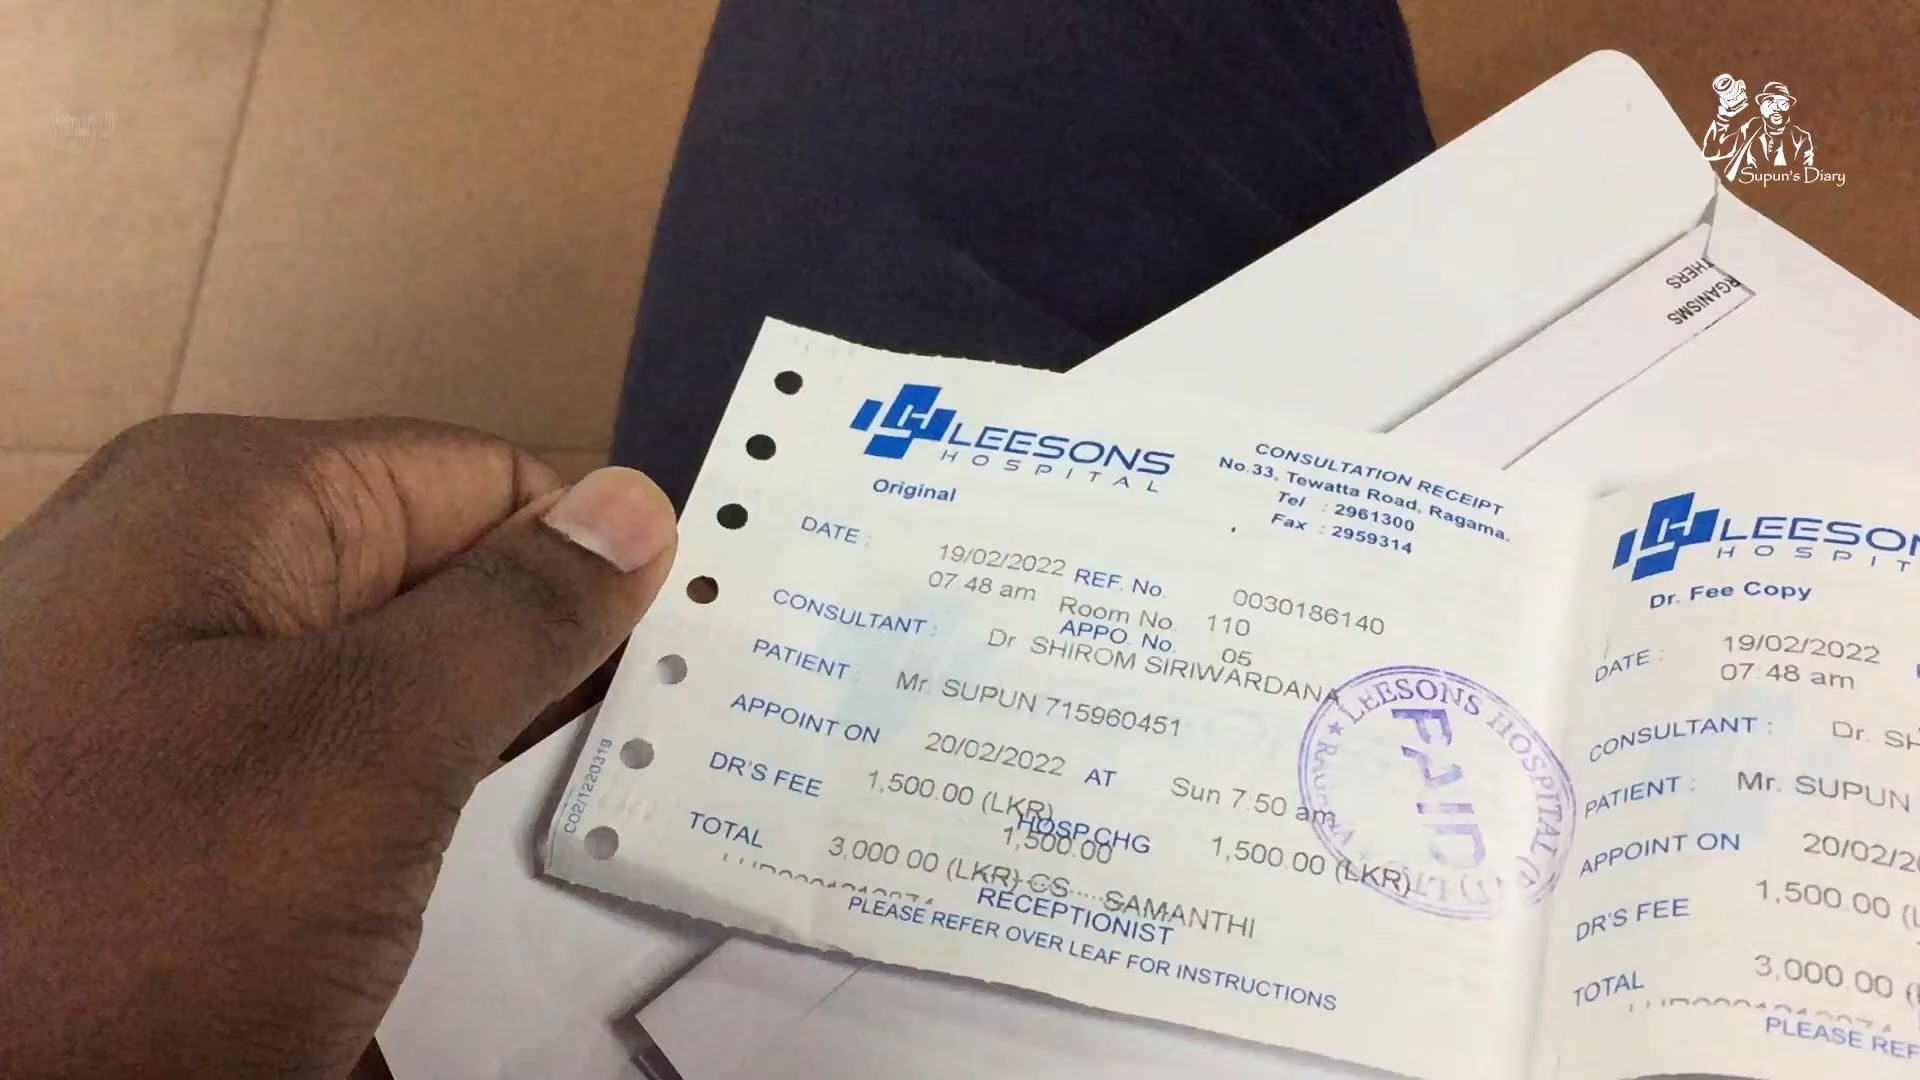 February 20
Supun's Diary
THERS
RGANISMS
LEESONS
HOSPITAL
Original
CONSULTATION RECEIPT
No.33, Tewatta Road, Ragama.
Tel : 2961300
Fax : 2959314
DATE : 19/02/2022 REF. No. 0030186140
07:48 am Room No. 110
APPO. No. 05
CONSULTANT : Dr SHIROM SIRIWARDANA
PATIENT : Mr. SUPUN 715960451
APPOINT ON 20/02/2022 AT Sun 7:50 am
DR'S FEE 1,500.00 (LKR) HOSP.CHG 1,500.00 (LKR)
1,500.00
TOTAL 3,000.00 (LKR) CS SAMANTHI
RECEPTIONIST
PLEASE REFER OVER LEAF FOR INSTRUCTIONS
CO2/1220319
LEESONS HOSPITAL
PAID
LEESON
HOSPIT
Dr. Fee Copy
DATE : 19/02/2022
07:48 am
CONSULTANT : Dr. SH
PATIENT : Mr. SUPUN
APPOINT ON 20/02/2
DR'S FEE 1,500.00
TOTAL 3,000.00
PLEASE REF